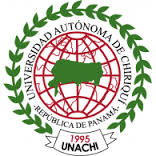 UNIVERSIDAD AUTÓNOMA DE CHIRIQUÍ
·REPÚBLICA DE PANAMÁ·
1995
UNACHI